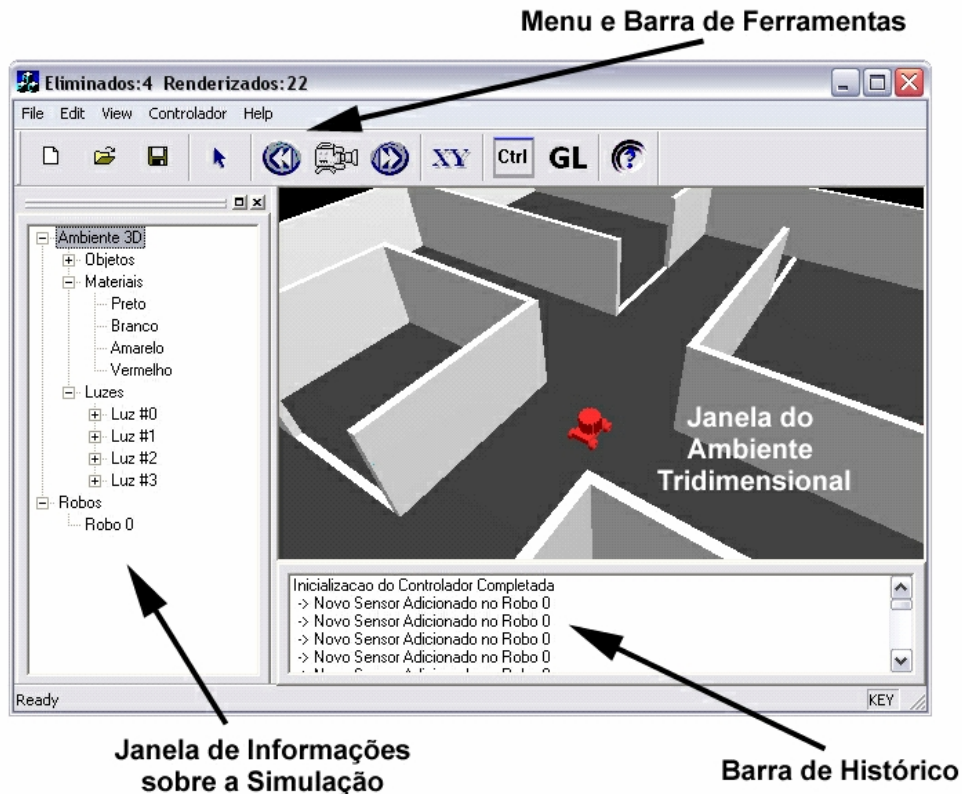 Menu e Barra de Ferramentas
Eliminados:4 Renderizados:22
File Edit View Controlador Help
XY Ctrl GL ?
Ambiente 3D
Objetos
Materiais
Preto
Branco
Amarelo
Vermelho
Luzes
Luz #0
Luz #1
Luz #2
Luz #3
Robos
Robo 0
Janela do
Ambiente
Tridimensional
Inicializacao do Controlador Completada
-> Novo Sensor Adicionado no Robo 0
-> Novo Sensor Adicionado no Robo 0
-> Novo Sensor Adicionado no Robo 0
-> Novo Sensor Adicionado no Robo 0
Ready
KEY
Janela de Informações
sobre a Simulação
Barra de Histórico